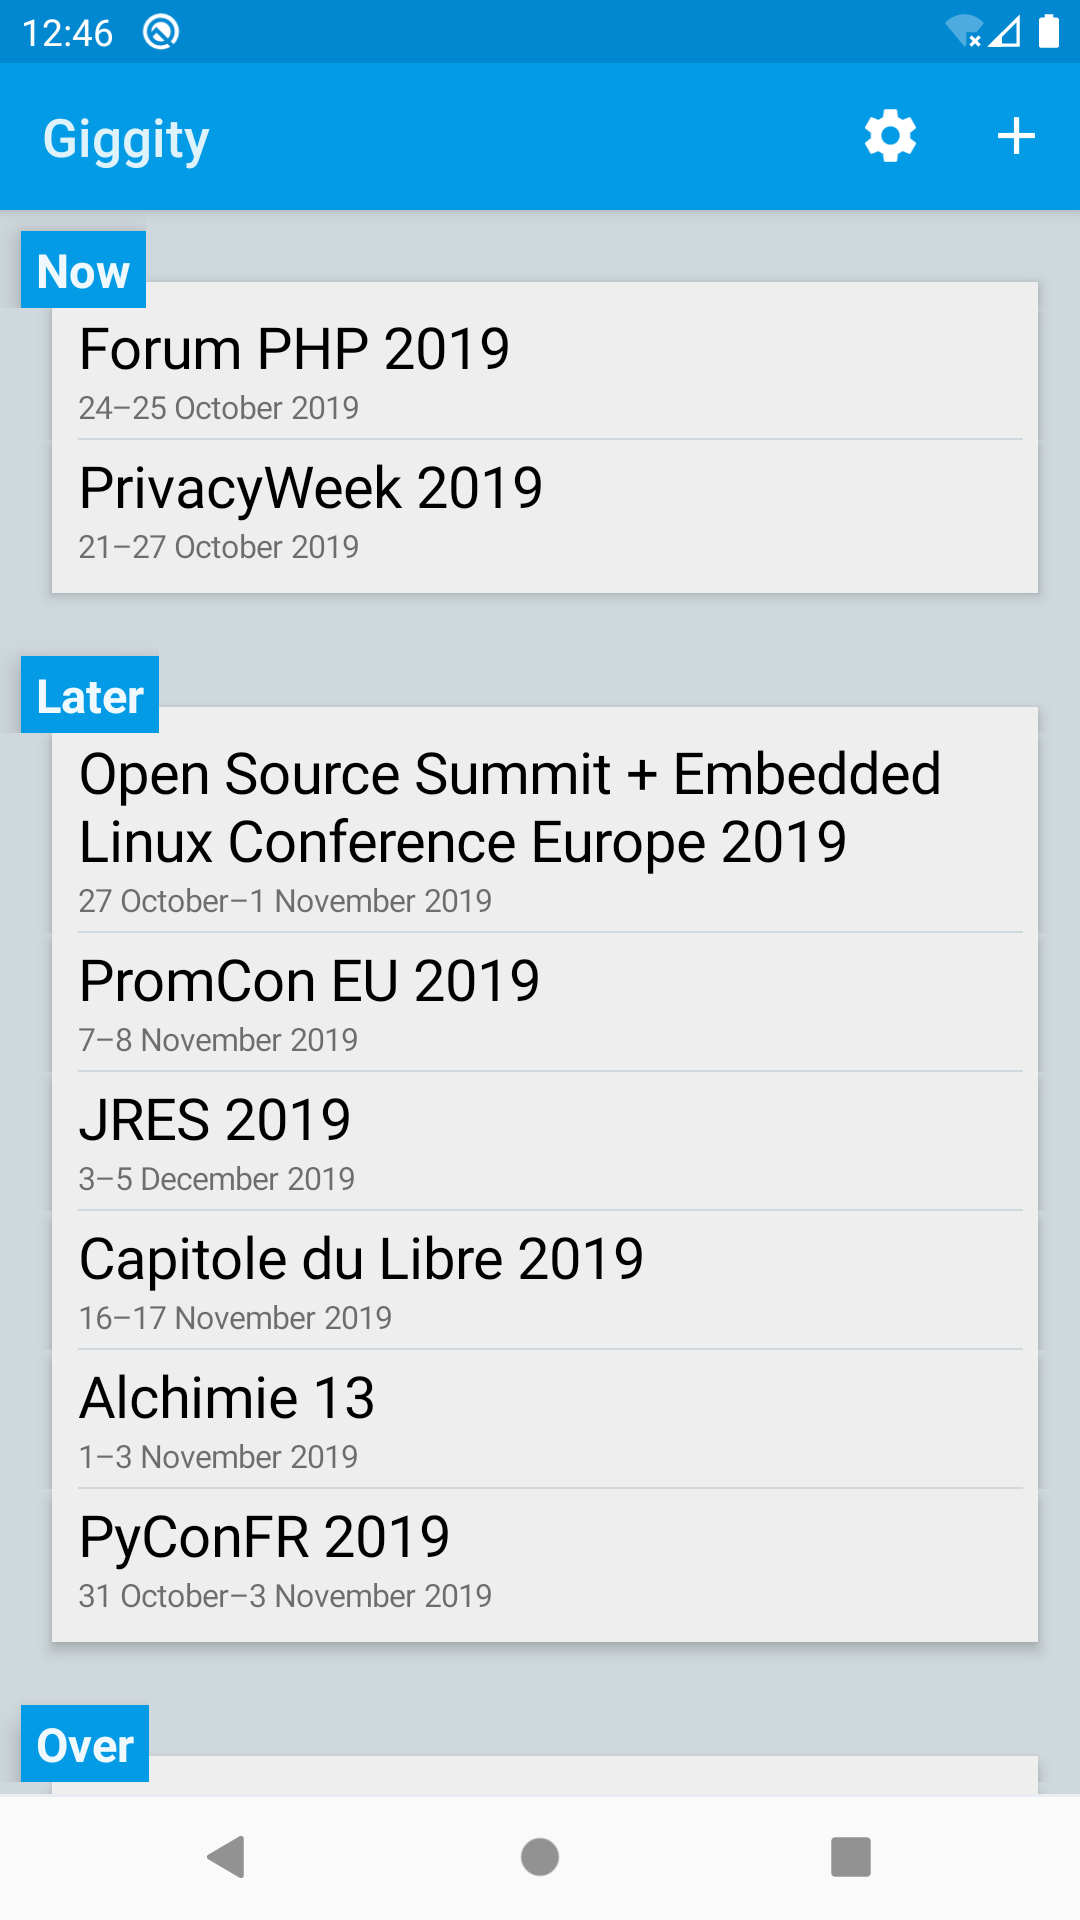 12:46
Giggity
Now
Forum PHP 2019
24–25 October 2019
PrivacyWeek 2019
21–27 October 2019
Later
Open Source Summit + Embedded
Linux Conference Europe 2019
27 October–1 November 2019
PromCon EU 2019
7–8 November 2019
JRES 2019
3–5 December 2019
Capitole du Libre 2019
16–17 November 2019
Alchimie 13
1–3 November 2019
PyConFR 2019
31 October–3 November 2019
Over